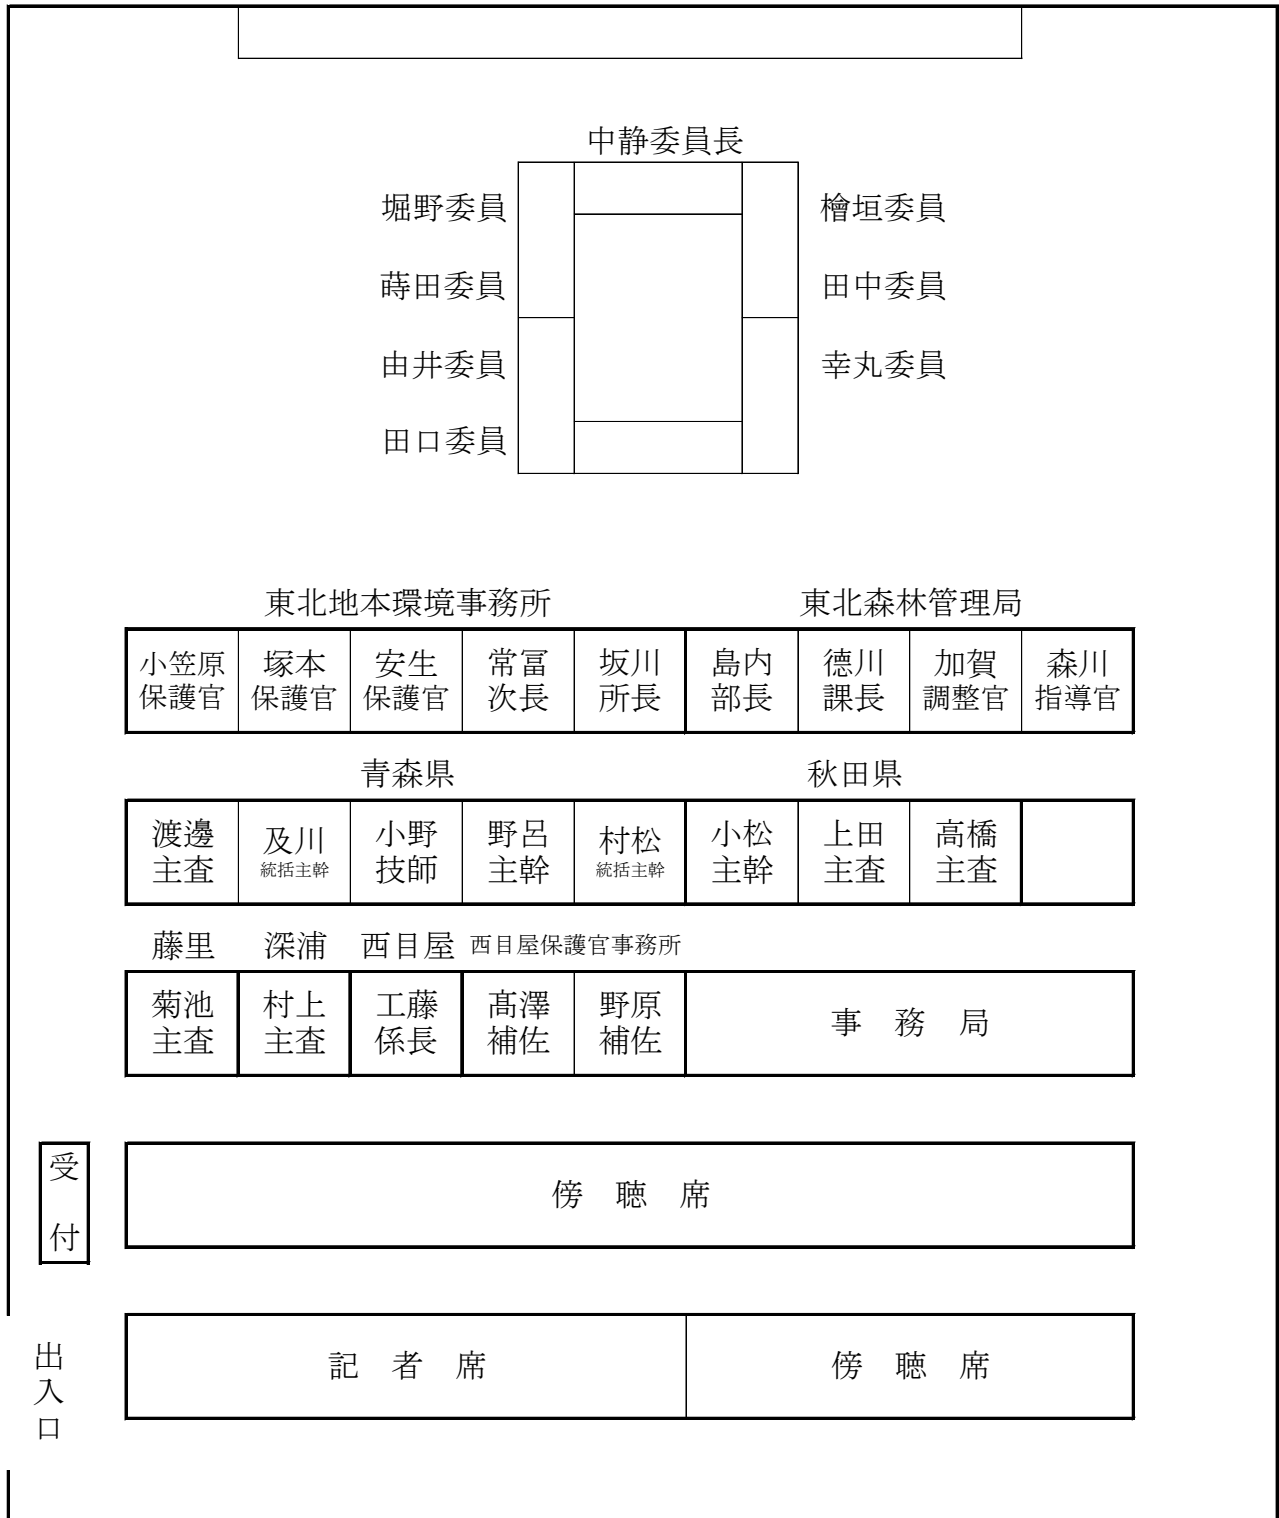 中静委員長
堀野委員
檜垣委員
蒔田委員
田中委員
由井委員
幸丸委員
田口委員
東北地本環境事務所
東北森林管理局
小笠原
保護官
塚本
保護官
安生
保護官
常冨
次長
坂川
所長
島内
部長
德川
課長
加賀
調整官
森川
指導官
青森県
秋田県
渡邊
主査
及川
統括主幹
小野
技師
野呂
主幹
村松
統括主幹
小松
主幹
上田
主査
高橋
主査
藤里
深浦
西目屋
西目屋保護官事務所
菊池
主査
村上
主査
工藤
係長
髙澤
補佐
野原
補佐
事　務　局
受
付
傍　聴　席
出
入
口
記　者　席
傍　聴　席